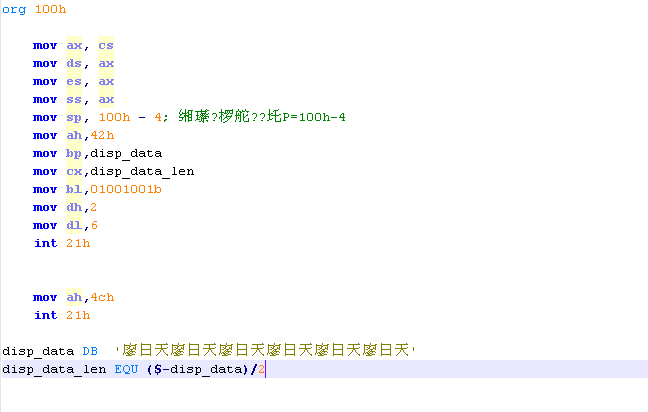 org 100h
mov ax, cs
mov ds, ax
mov es, ax
mov ss, ax
mov sp, 100h - 4; 缃瑧?椤舵??圫P=100h-4
mov ah,42h
mov bp,disp_data
mov cx,disp_data_len
mov bl,01001001b
mov dh,2
mov dl,6
int 21h
mov ah,4ch
int 21h
disp_data DB '廖日天廖日天廖日天廖日天廖日天廖日天'
disp_data_len EQU ($-disp_data)/2